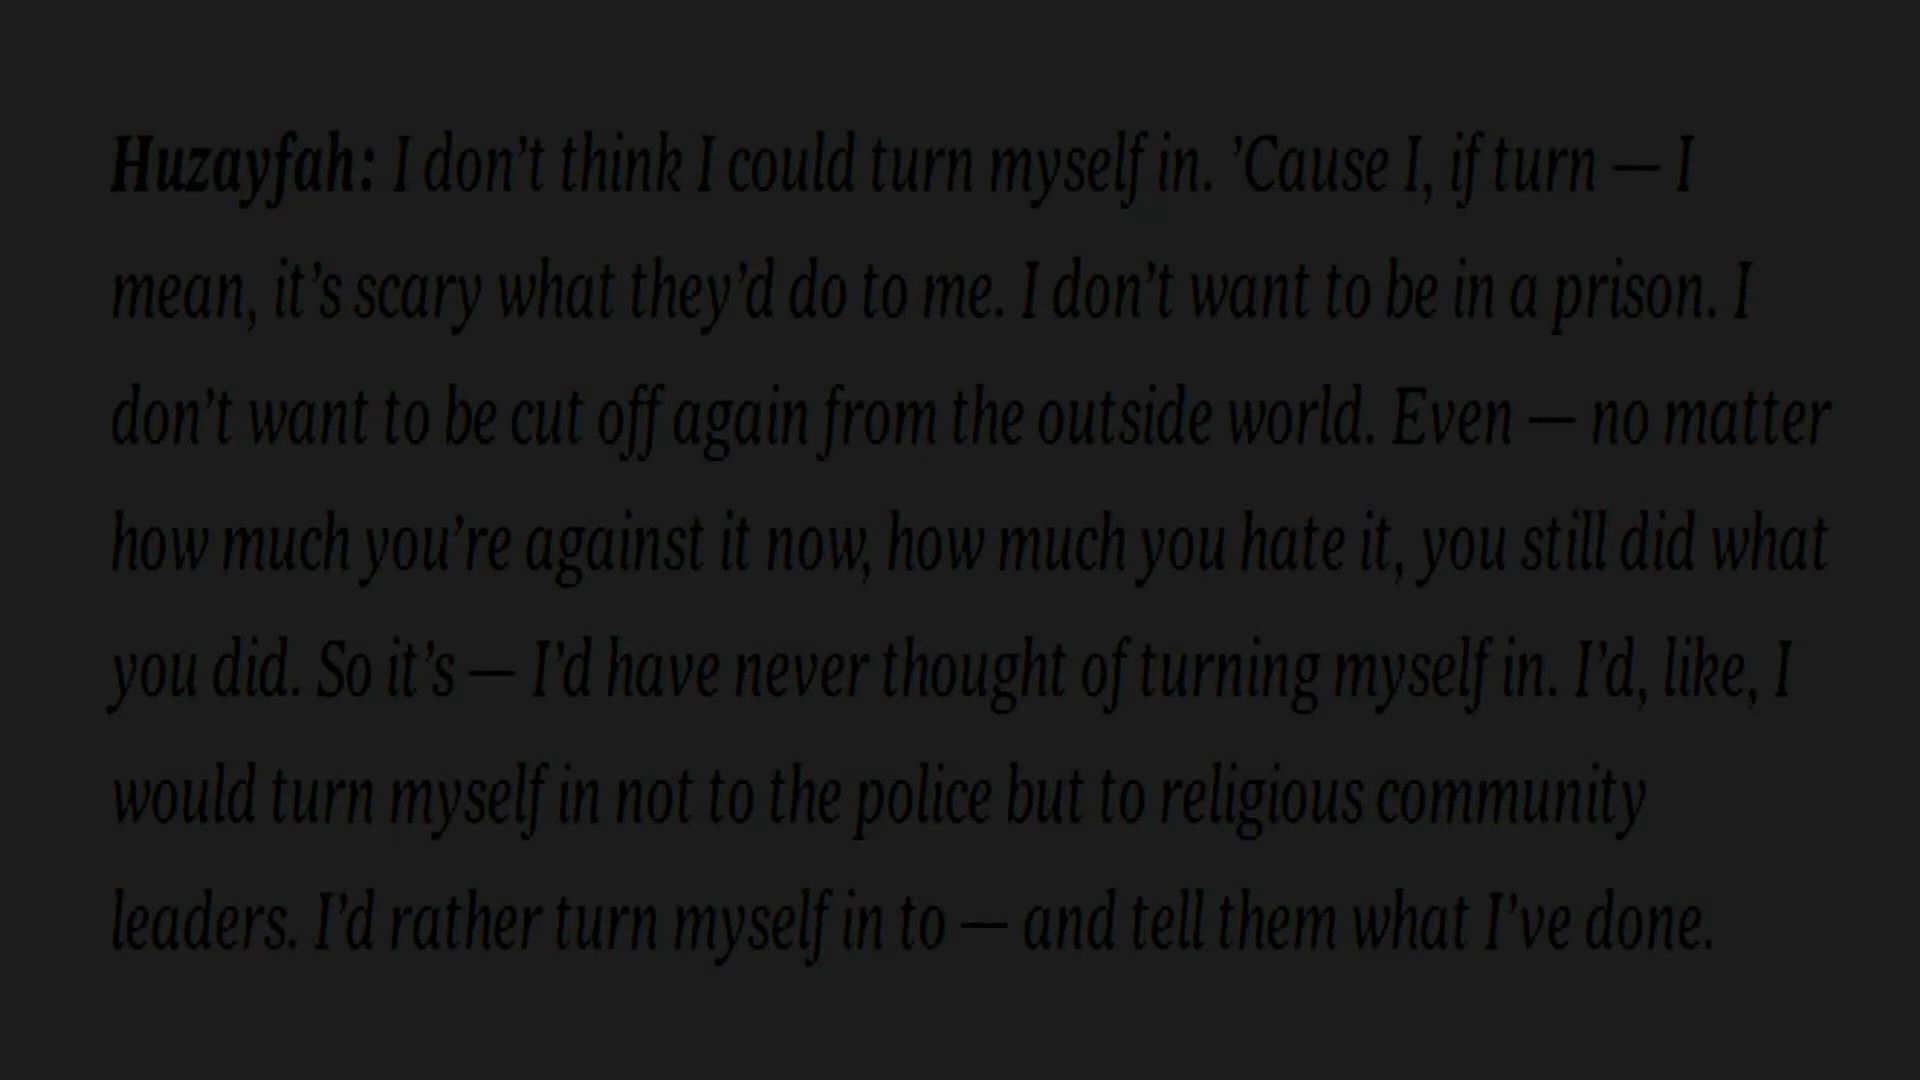 Huzayfah: I don’t think I could turn myself in. ’Cause I, if turn — I
mean, it’s scary what they’d do to me. I don’t want to be in a prison. I
don’t want to be cut off again from the outside world. Even — no matter
how much you’re against it now, how much you hate it, you still did what
you did. So it’s — I’d have never thought of turning myself in. I’d, like, I
would turn myself in not to the police but to religious community
leaders. I’d rather turn myself in to — and tell them what I’ve done.